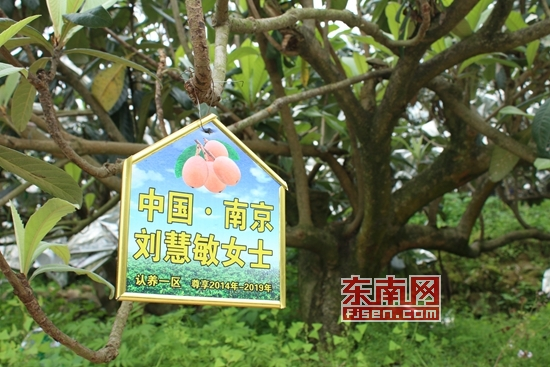 中国·南京
刘慧敏女士
认养一区 尊享2014年-2019年
东南网
fjsen.com